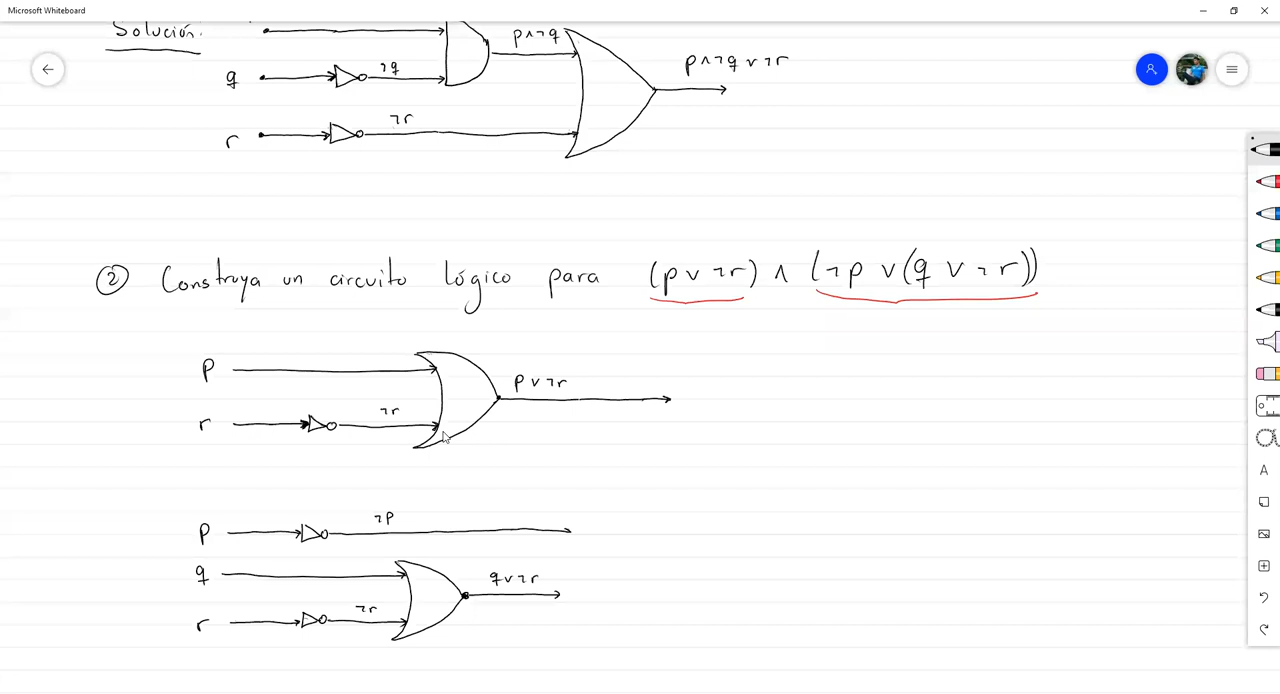 Microsoft Whiteboard
Solución:
p∧¬q
p∧¬q ∨ ¬r
q
¬q
r
¬r
② Construya un circuito lógico para (p ∨ ¬r) ∧ (¬p ∨ (q ∨ ¬r))
p
p ∨ ¬r
r
¬r
p
¬p
q
q ∨ ¬r
r
¬r
A